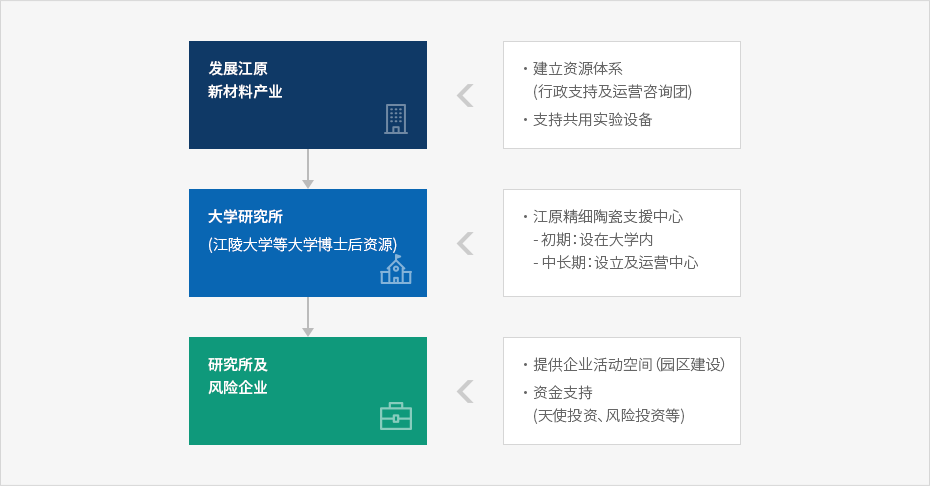 发展江原
新材料产业
・ 建立资源体系
(行政支持及运营咨询团)
・ 支持共用实验设备
大学研究所
(江陵大学等大学博士后资源)
・ 江原精细陶瓷支援中心
- 初期：设在大学内
- 中长期：设立及运营中心
研究所及
风险企业
・ 提供企业活动空间（园区建设）
・ 资金支持
(天使投资、风险投资等)